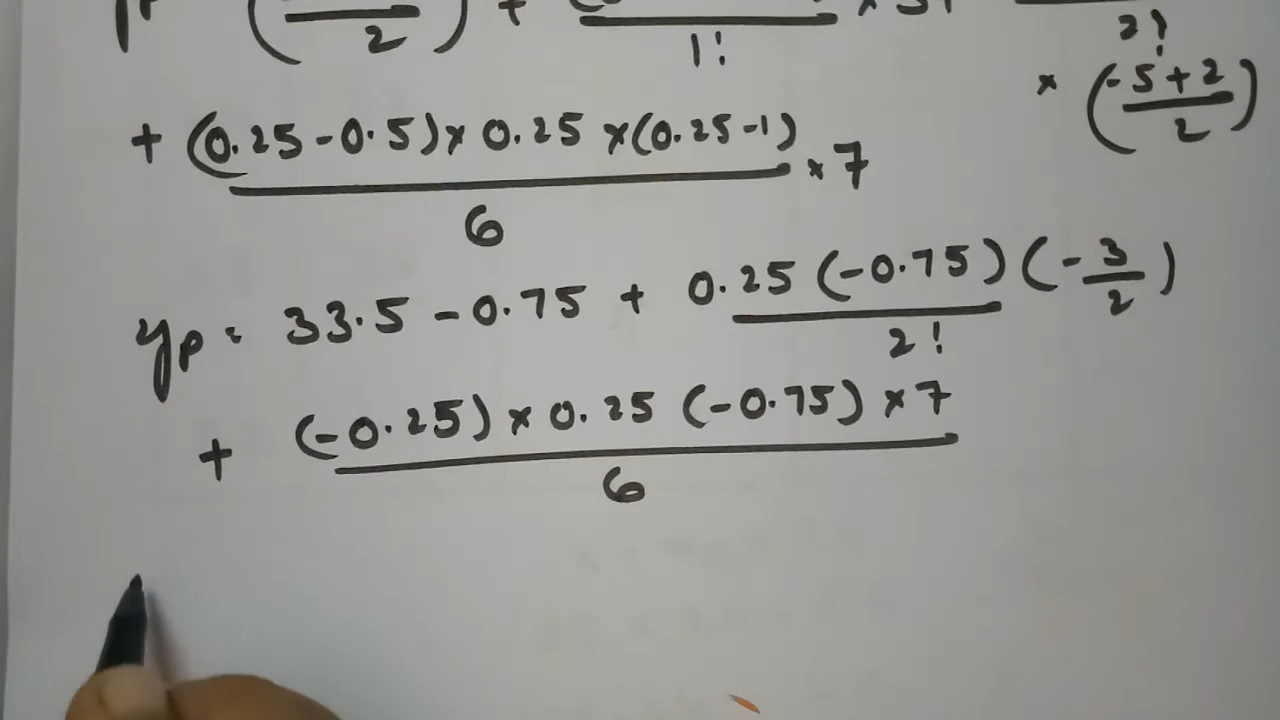 2 ) + 1! × 2!
× (-5+2 / 2)
+ (0.25-0.5)× 0.25 ×(0.25-1) / 6 × 7
yp = 33.5 - 0.75 + 0.25 (-0.75) / 2! (-3/2)
+ (-0.25) × 0.25 (-0.75) × 7 / 6